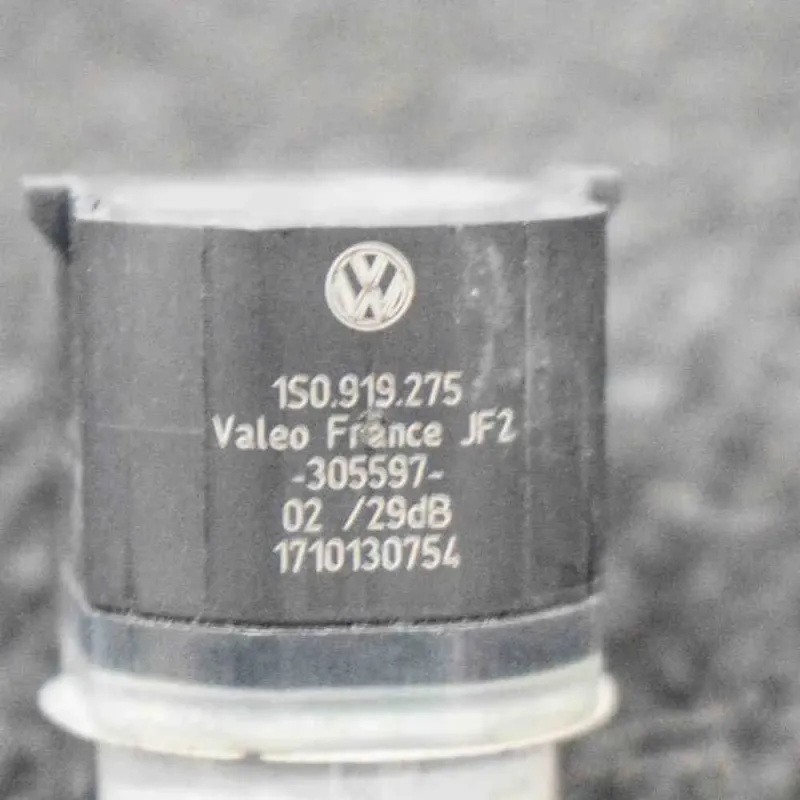 1S0.919.275
Valeo France JF2
-305597-
02 /29dB
1710130754